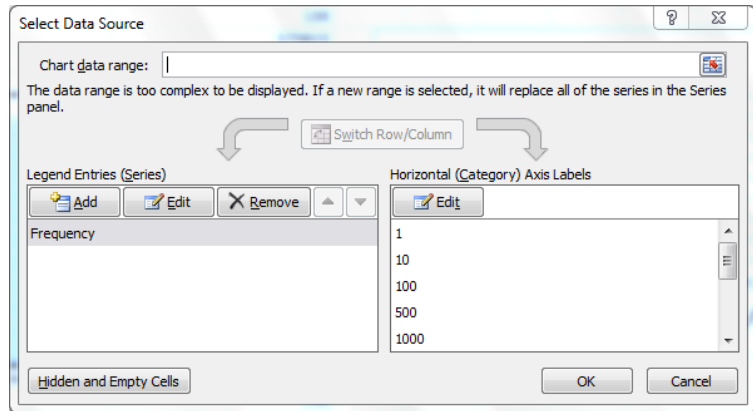 Select Data Source
Chart data range:
The data range is too complex to be displayed. If a new range is selected, it will replace all of the series in the Series
panel.
Switch Row/Column
Legend Entries (Series)
Horizontal (Category) Axis Labels
Add
Edit
Remove
Edit
Frequency
1
10
100
500
1000
Hidden and Empty Cells
OK
Cancel